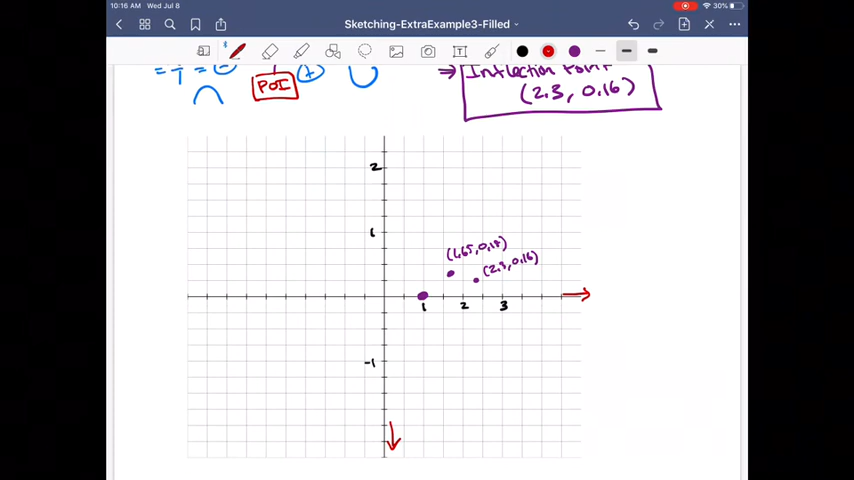 10:16 AM Wed Jul 8
30%
Sketching-ExtraExample3-Filled
T
= - = ⊖
1
POI
+
⇒ Inflection Point
(2.3, 0.16)
2
1
(1.65, 0.18)
(2.3, 0.16)
1 2 3
-1